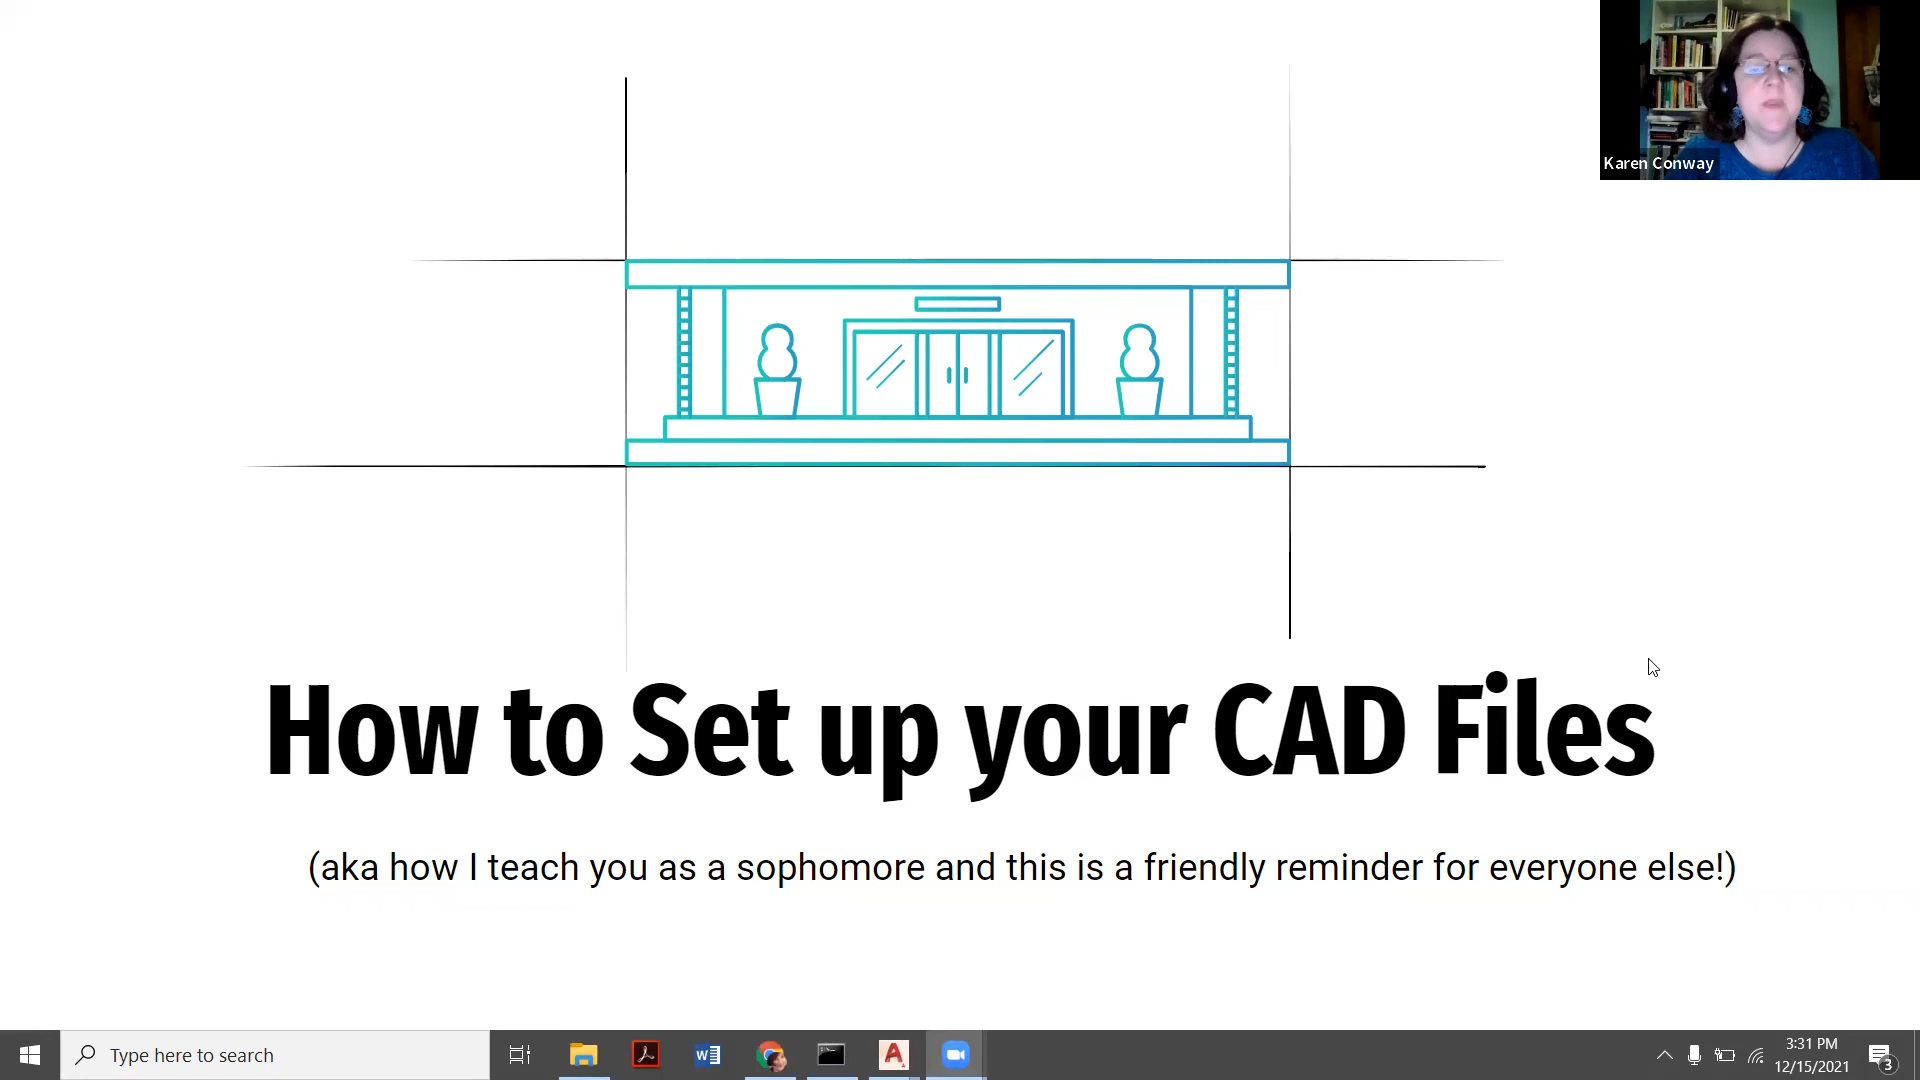 Karen Conway
How to Set up your CAD Files
(aka how I teach you as a sophomore and this is a friendly reminder for everyone else!)
Type here to search
3:31 PM
12/15/2021
3